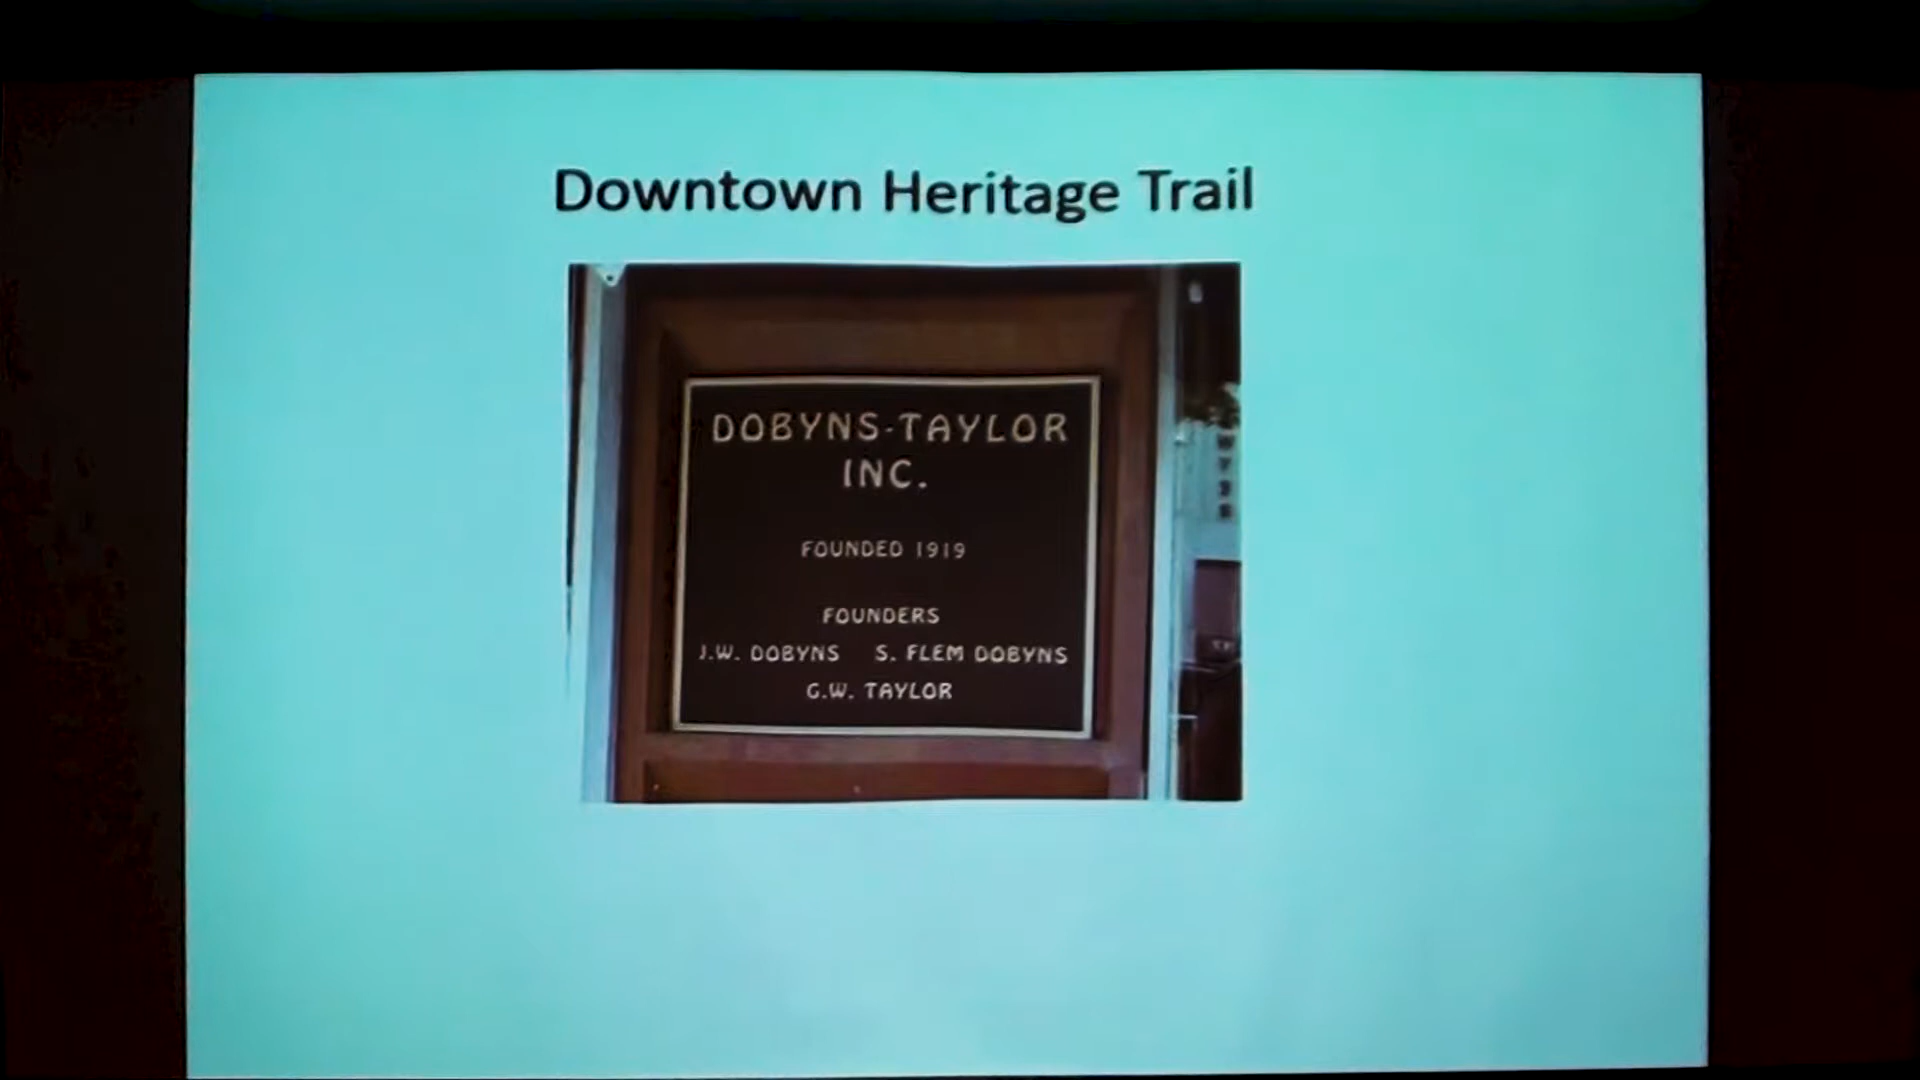 Downtown Heritage Trail
DOBYNS-TAYLOR
INC.
FOUNDED 1919
FOUNDERS
J.W. DOBYNS S. FLEM DOBYNS
G.W. TAYLOR